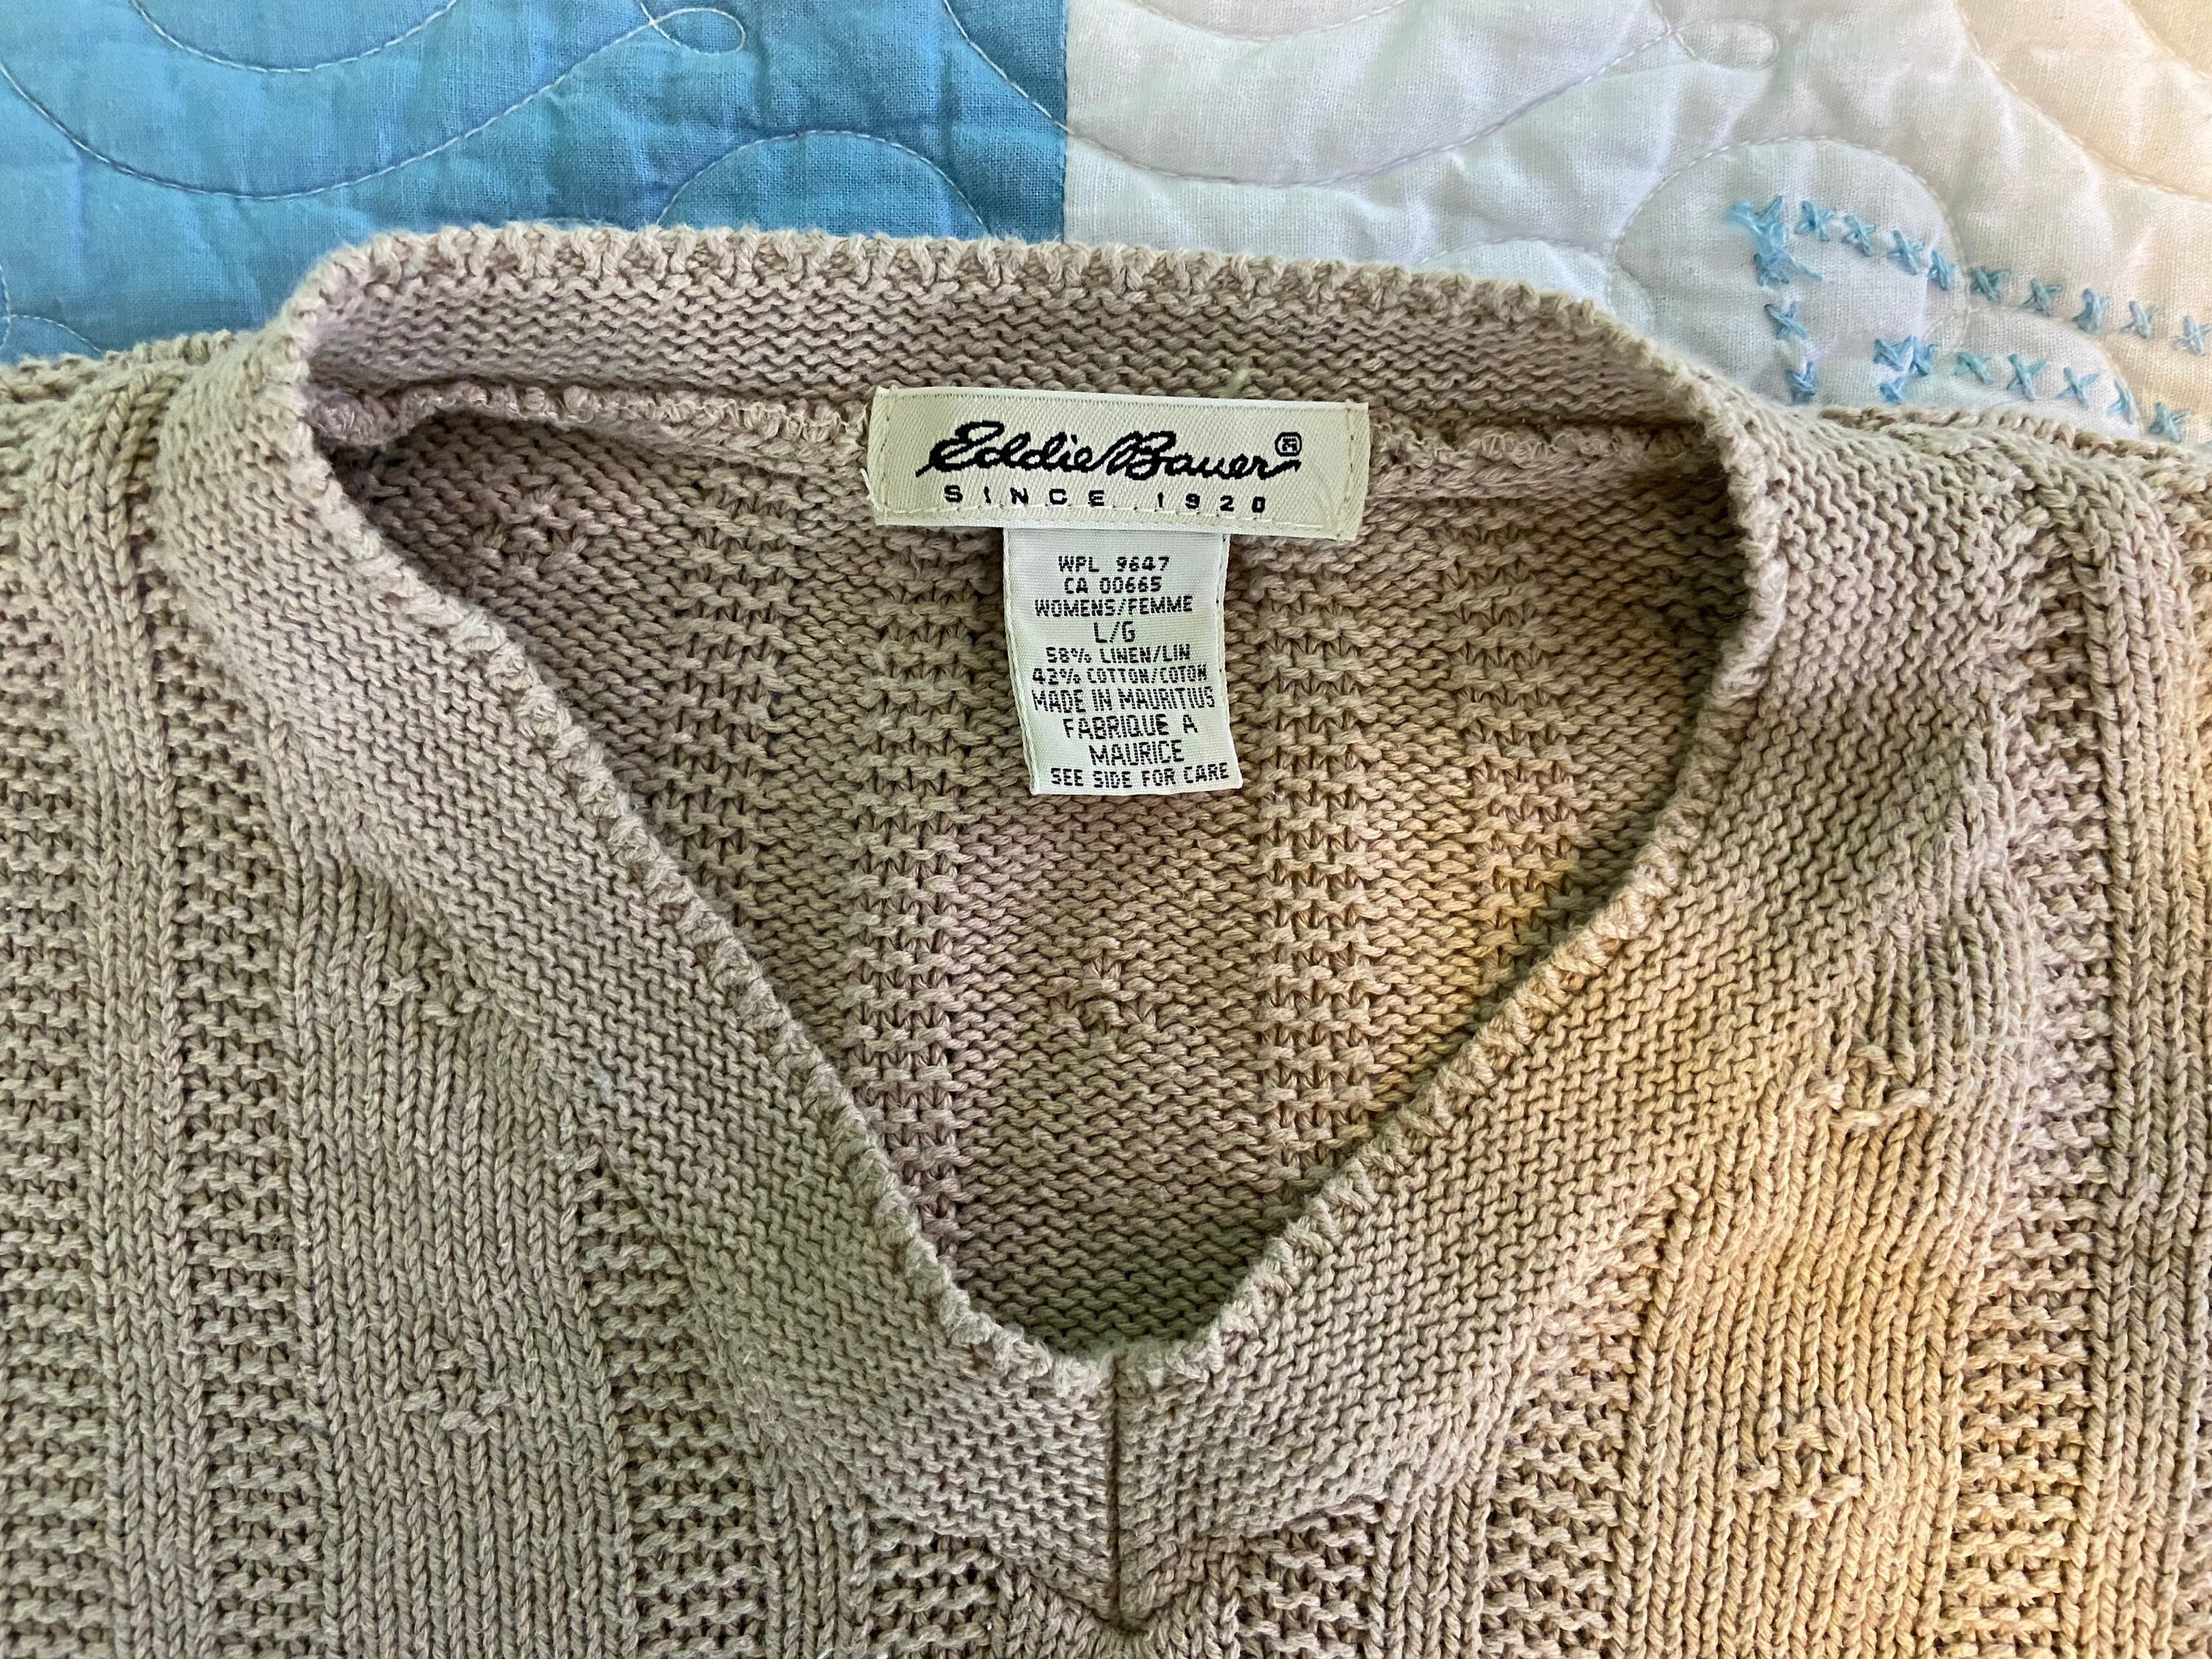 Eddie Bauer®
SINCE 1920
WPL 9647
CA 00665
WOMENS/FEMME
L/G
58% LINEN/LIN
42% COTTON/COTON
MADE IN MAURITIUS
FABRIQUE A
MAURICE
SEE SIDE FOR CARE